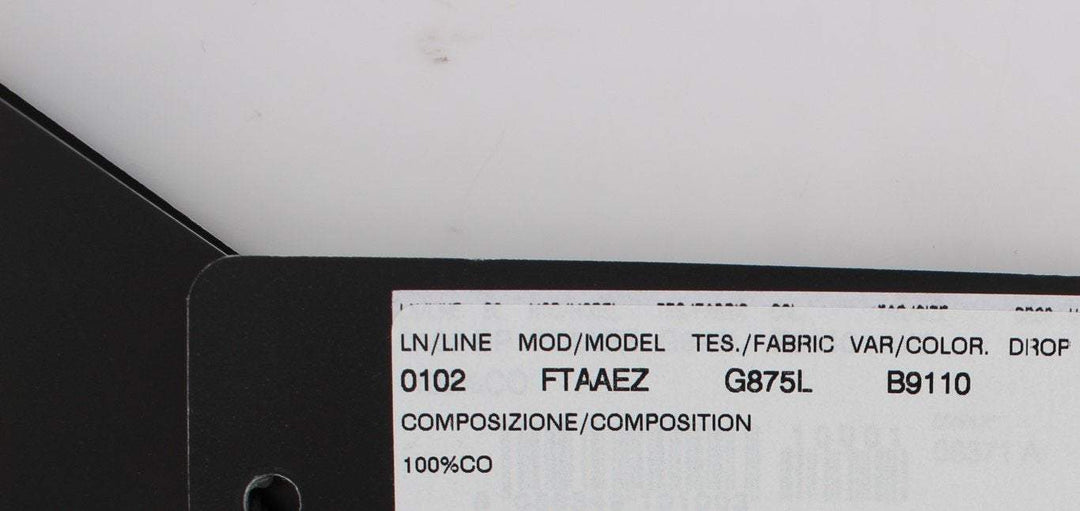 LN/LINE MOD/MODEL TES./FABRIC VAR/COLOR. DROP
0102 FTAAEZ G875L B9110
COMPOSIZIONE/COMPOSITION
100%CO